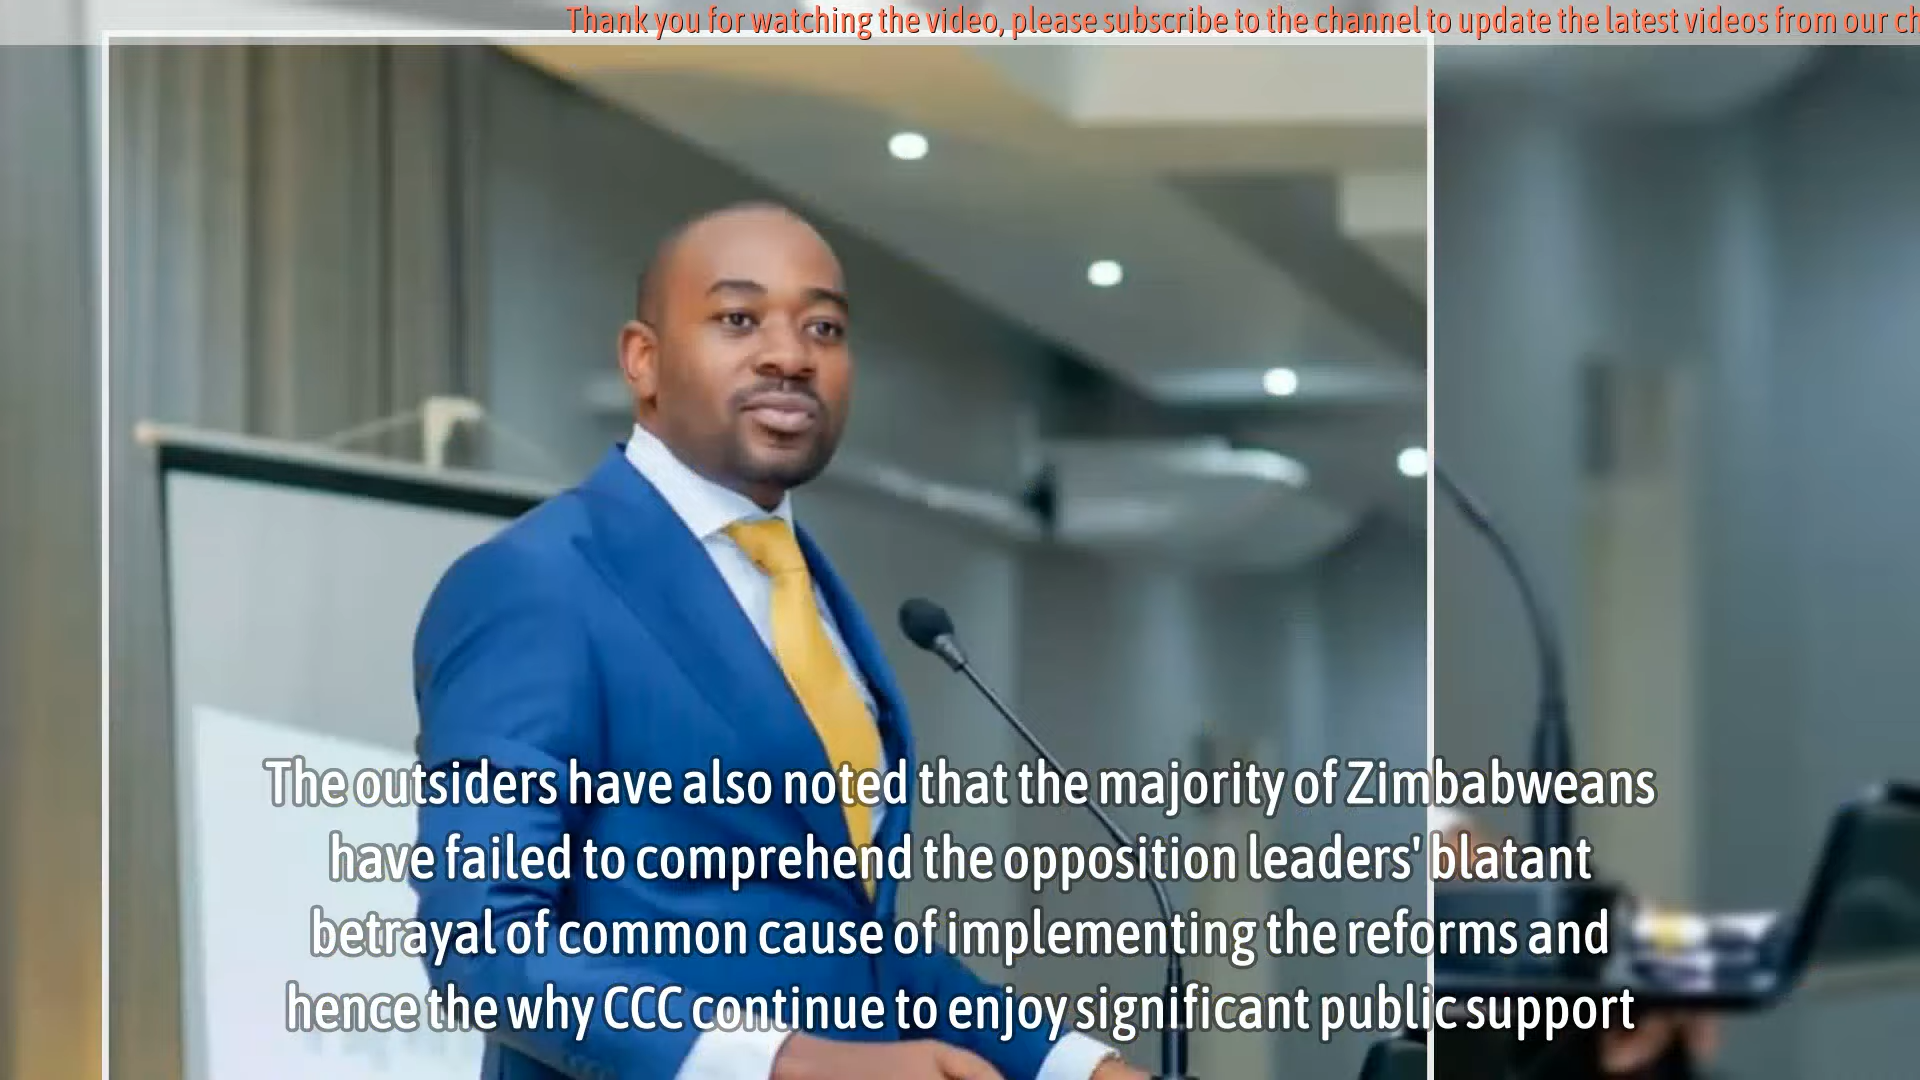 Thank you for watching the video, please subscribe to the channel to update the latest videos from our ch
The outsiders have also noted that the majority of Zimbabweans
have failed to comprehend the opposition leaders' blatant
betrayal of common cause of implementing the reforms and
hence the why CCC continue to enjoy significant public support